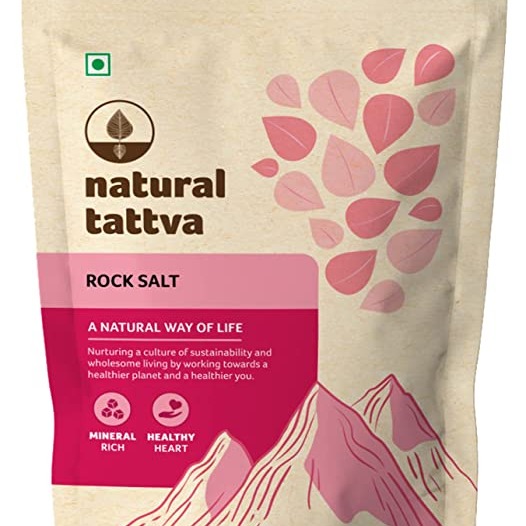 natural
tattva
ROCK SALT
A NATURAL WAY OF LIFE
Nurturing a culture of sustainability and
wholesome living by working towards a
healthier planet and a healthier you.
MINERAL
RICH
HEALTHY
HEART